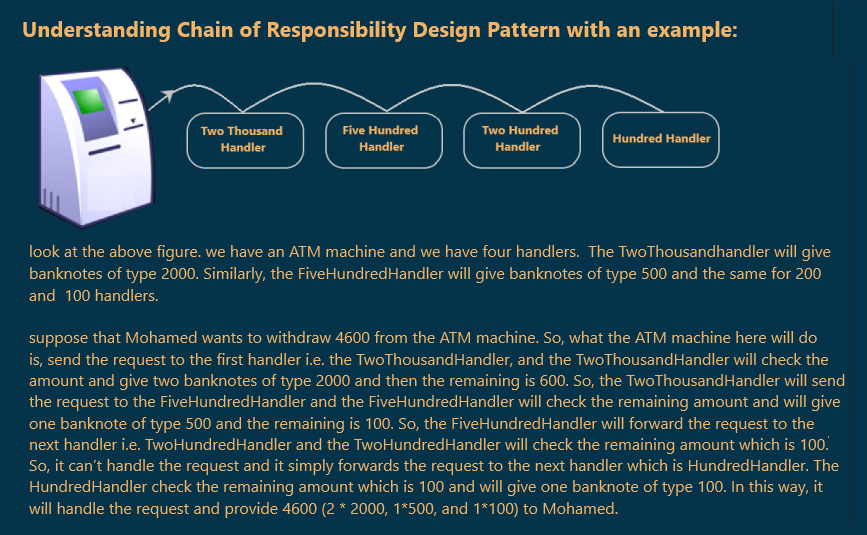 Understanding Chain of Responsibility Design Pattern with an example:
Two Thousand
Handler
Five Hundred
Handler
Two Hundred
Handler
Hundred Handler
look at the above figure. we have an ATM machine and we have four handlers.  The TwoThousandhandler will give
banknotes of type 2000. Similarly, the FiveHundredHandler will give banknotes of type 500 and the same for 200
and  100 handlers.
suppose that Mohamed wants to withdraw 4600 from the ATM machine. So, what the ATM machine here will do
is, send the request to the first handler i.e. the TwoThousandHandler, and the TwoThousandHandler will check the
amount and give two banknotes of type 2000 and then the remaining is 600. So, the TwoThousandHandler will send
the request to the FiveHundredHandler and the FiveHundredHandler will check the remaining amount and will give
one banknote of type 500 and the remaining is 100. So, the FiveHundredHandler will forward the request to the
next handler i.e. TwoHundredHandler and the TwoHundredHandler will check the remaining amount which is 100.
So, it can’t handle the request and it simply forwards the request to the next handler which is HundredHandler. The
HundredHandler check the remaining amount which is 100 and will give one banknote of type 100. In this way, it
will handle the request and provide 4600 (2 * 2000, 1*500, and 1*100) to Mohamed.